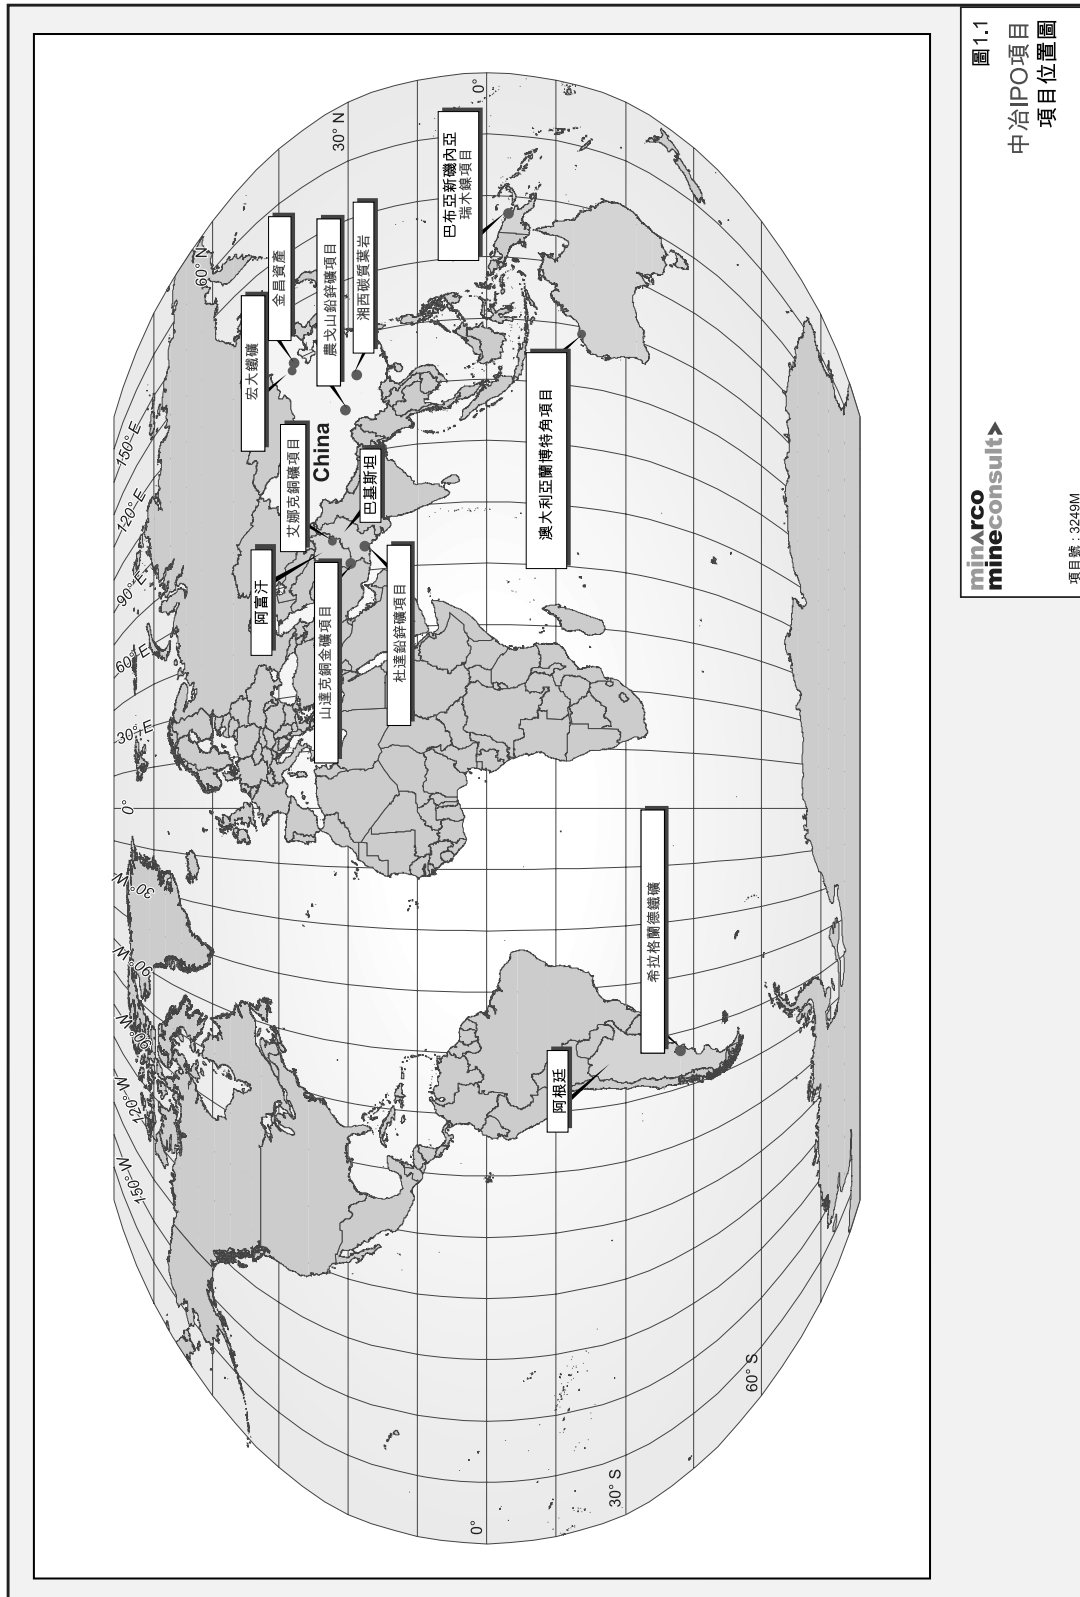 圖1.1
中冶IPO項目
項目位置圖
minarco
mineconsult
項目號 : 3249M
0°
30° N
60° N
巴布亞新磯內亞
瑞木鎳項目
金昌資產
農戈山鉛鋅礦項目
湘西碳質葉岩
宏大鐵礦
China
艾娜克銅礦項目
巴基斯坦
澳大利亞蘭博特角項目
阿富汗
山達克銅金礦項目
杜達鉛鋅礦項目
150° E
120° E
90° E
60° E
30° E
0°
30° W
60° W
90° W
120° W
150° W
希拉格蘭德鐵礦
阿根廷
60° S
30° S
0°